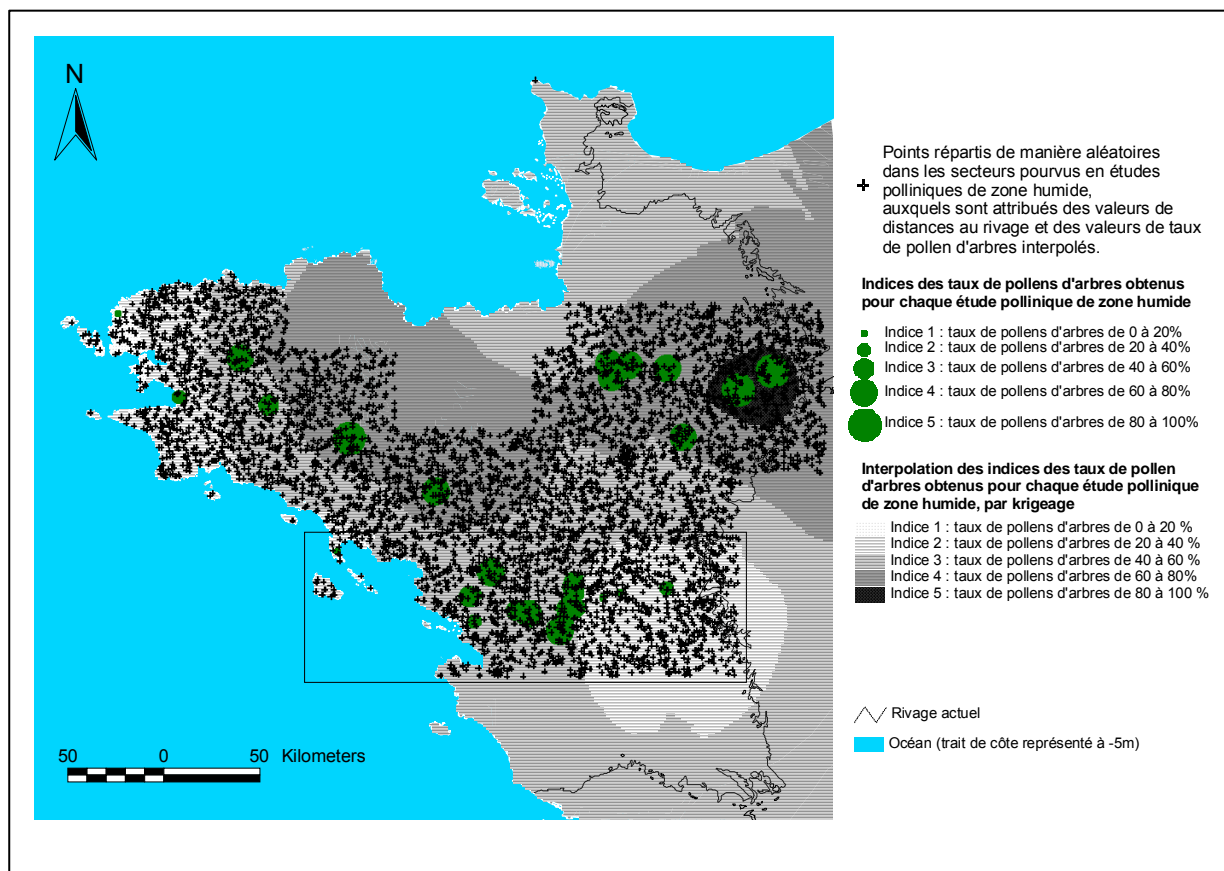 N
Points répartis de manière aléatoires
dans les secteurs pourvus en études
polliniques de zone humide,
auxquels sont attribués des valeurs de
distances au rivage et des valeurs de taux
de pollen d'arbres interpolés.
Indices des taux de pollens d'arbres obtenus
pour chaque étude pollinique de zone humide
Indice 1 : taux de pollens d'arbres de 0 à 20%
Indice 2 : taux de pollens d'arbres de 20 à 40%
Indice 3 : taux de pollens d'arbres de 40 à 60%
Indice 4 : taux de pollens d'arbres de 60 à 80%
Indice 5 : taux de pollens d'arbres de 80 à 100%
Interpolation des indices des taux de pollen
d'arbres obtenus pour chaque étude pollinique
de zone humide, par krigeage
Indice 1 : taux de pollens d'arbres de 0 à 20 %
Indice 2 : taux de pollens d'arbres de 20 à 40 %
Indice 3 : taux de pollens d'arbres de 40 à 60 %
Indice 4 : taux de pollens d'arbres de 60 à 80%
Indice 5 : taux de pollens d'arbres de 80 à 100 %
Rivage actuel
Océan (trait de côte représenté à -5m)
50 0 50 Kilometers